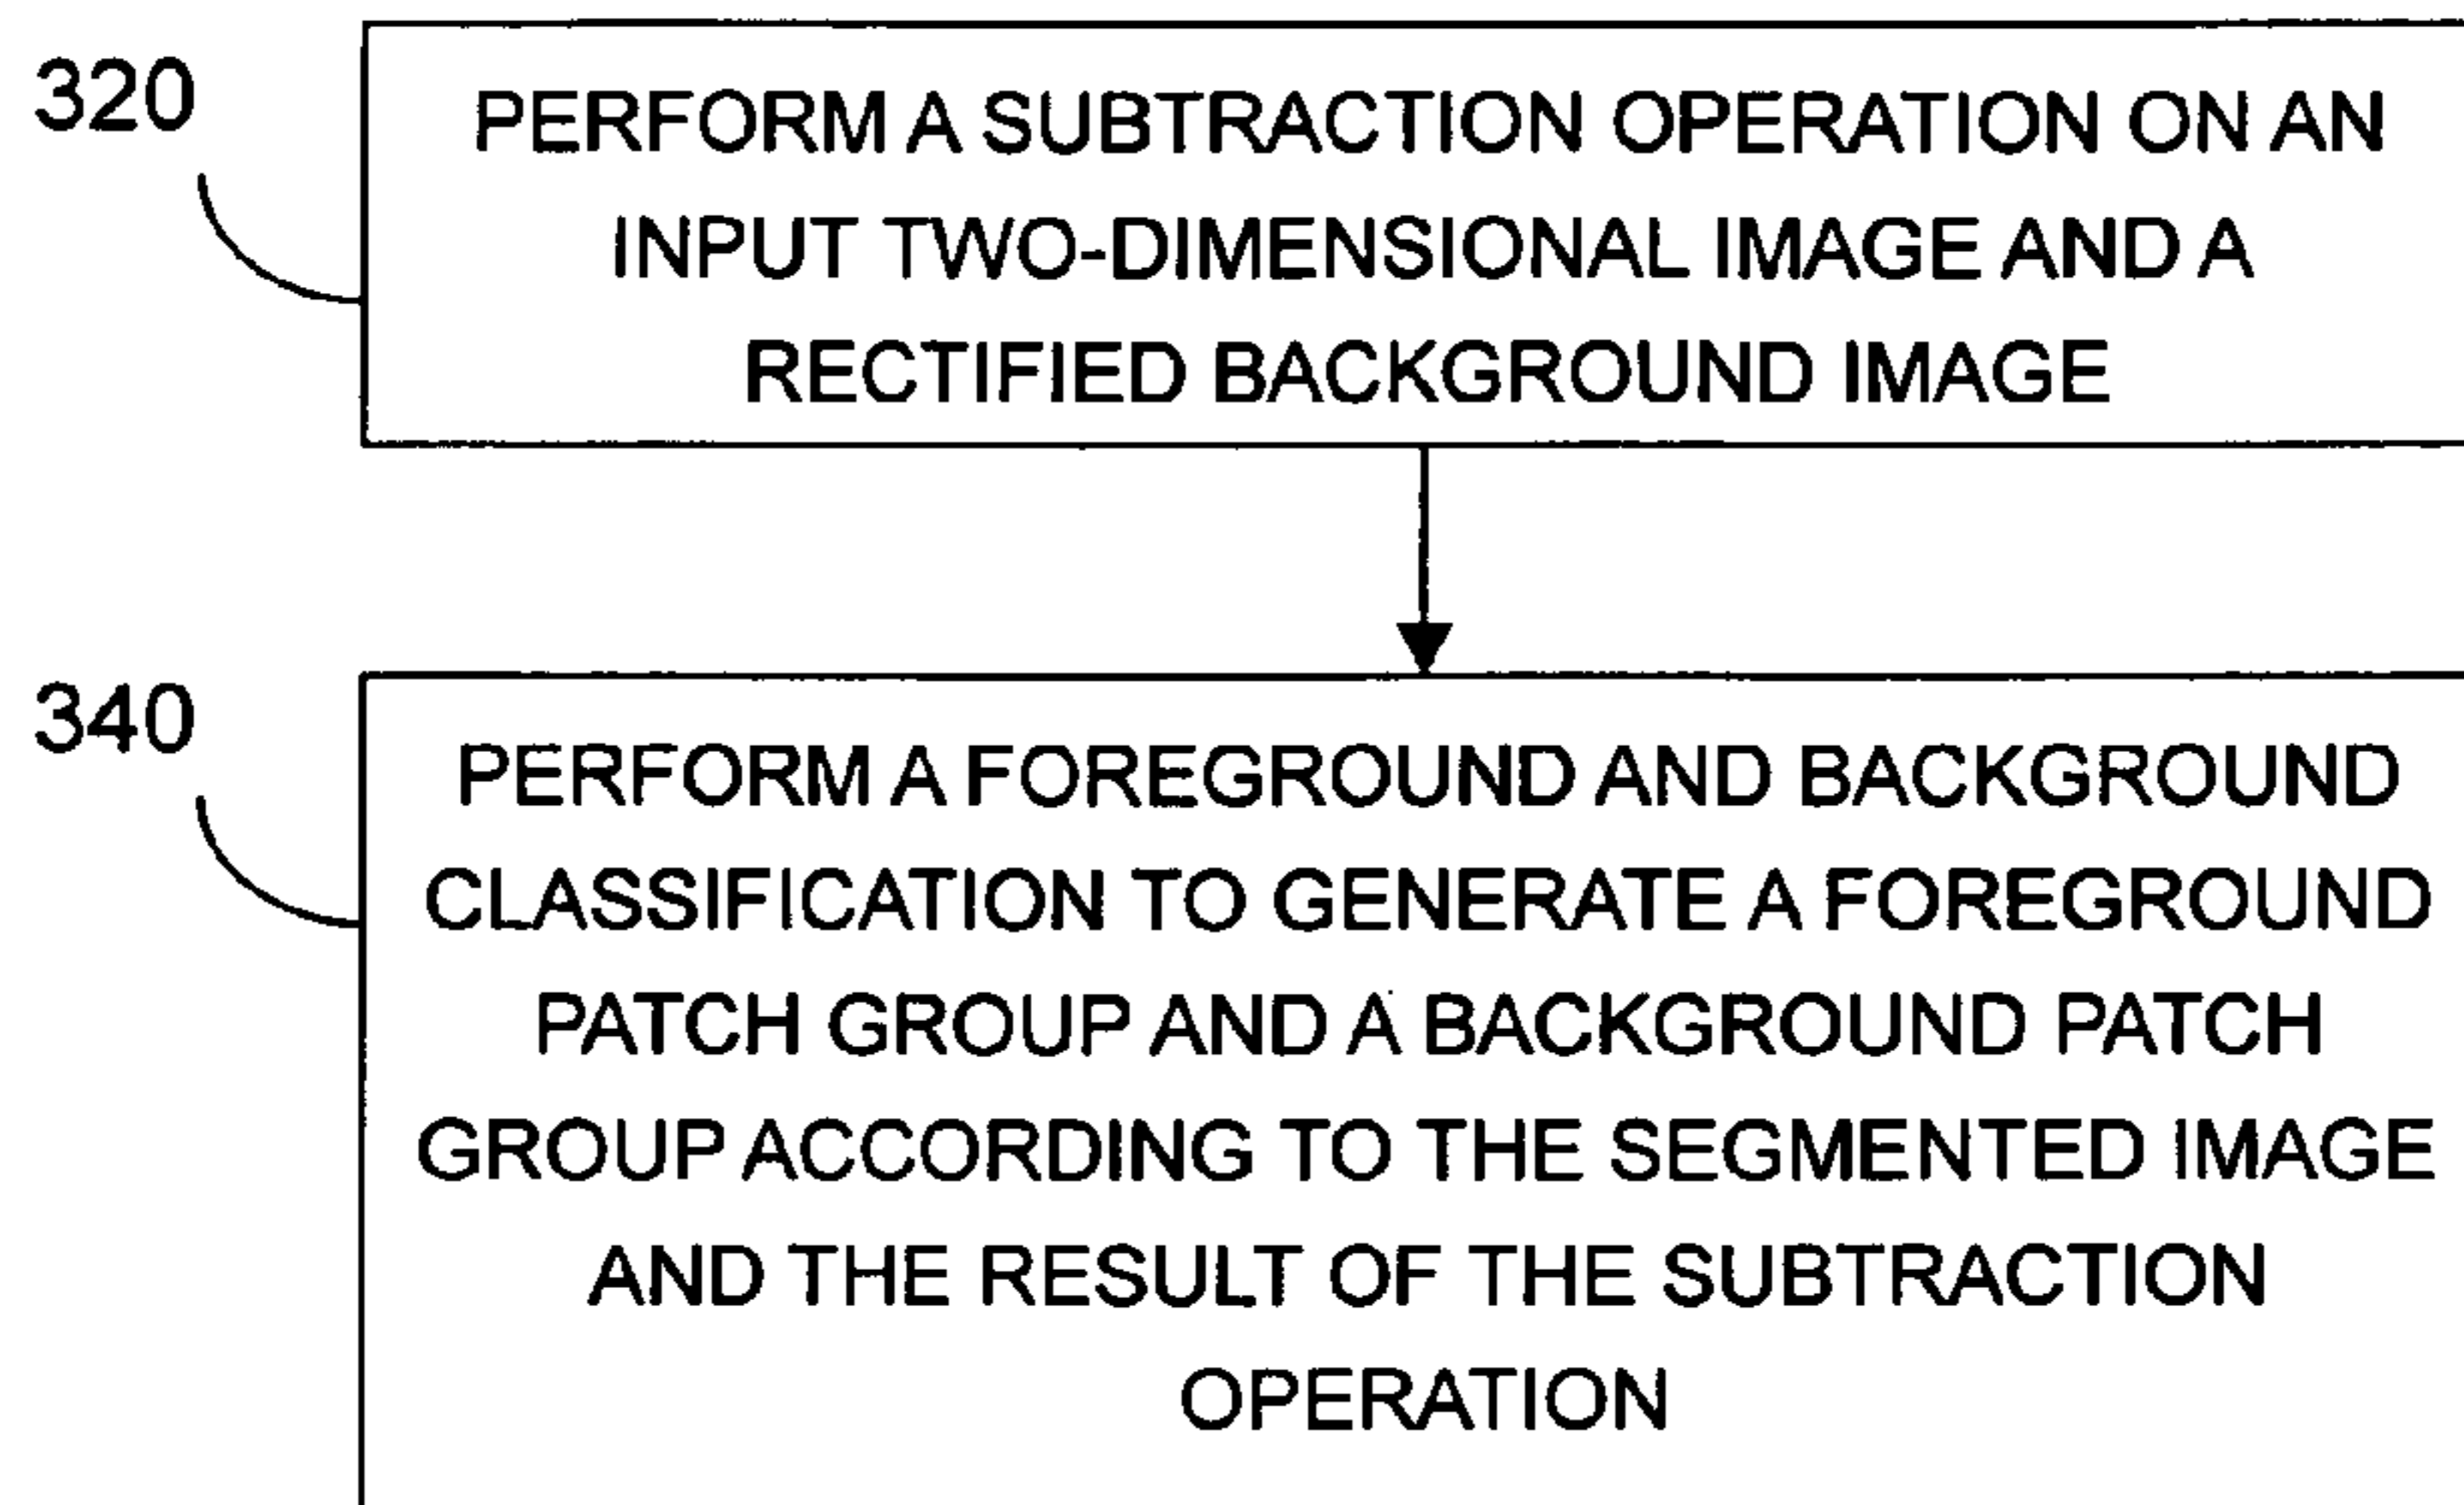 320
PERFORM A SUBTRACTION OPERATION ON AN
INPUT TWO-DIMENSIONAL IMAGE AND A
RECTIFIED BACKGROUND IMAGE
340
PERFORM A FOREGROUND AND BACKGROUND
CLASSIFICATION TO GENERATE A FOREGROUND
PATCH GROUP AND A BACKGROUND PATCH
GROUP ACCORDING TO THE SEGMENTED IMAGE
AND THE RESULT OF THE SUBTRACTION
OPERATION